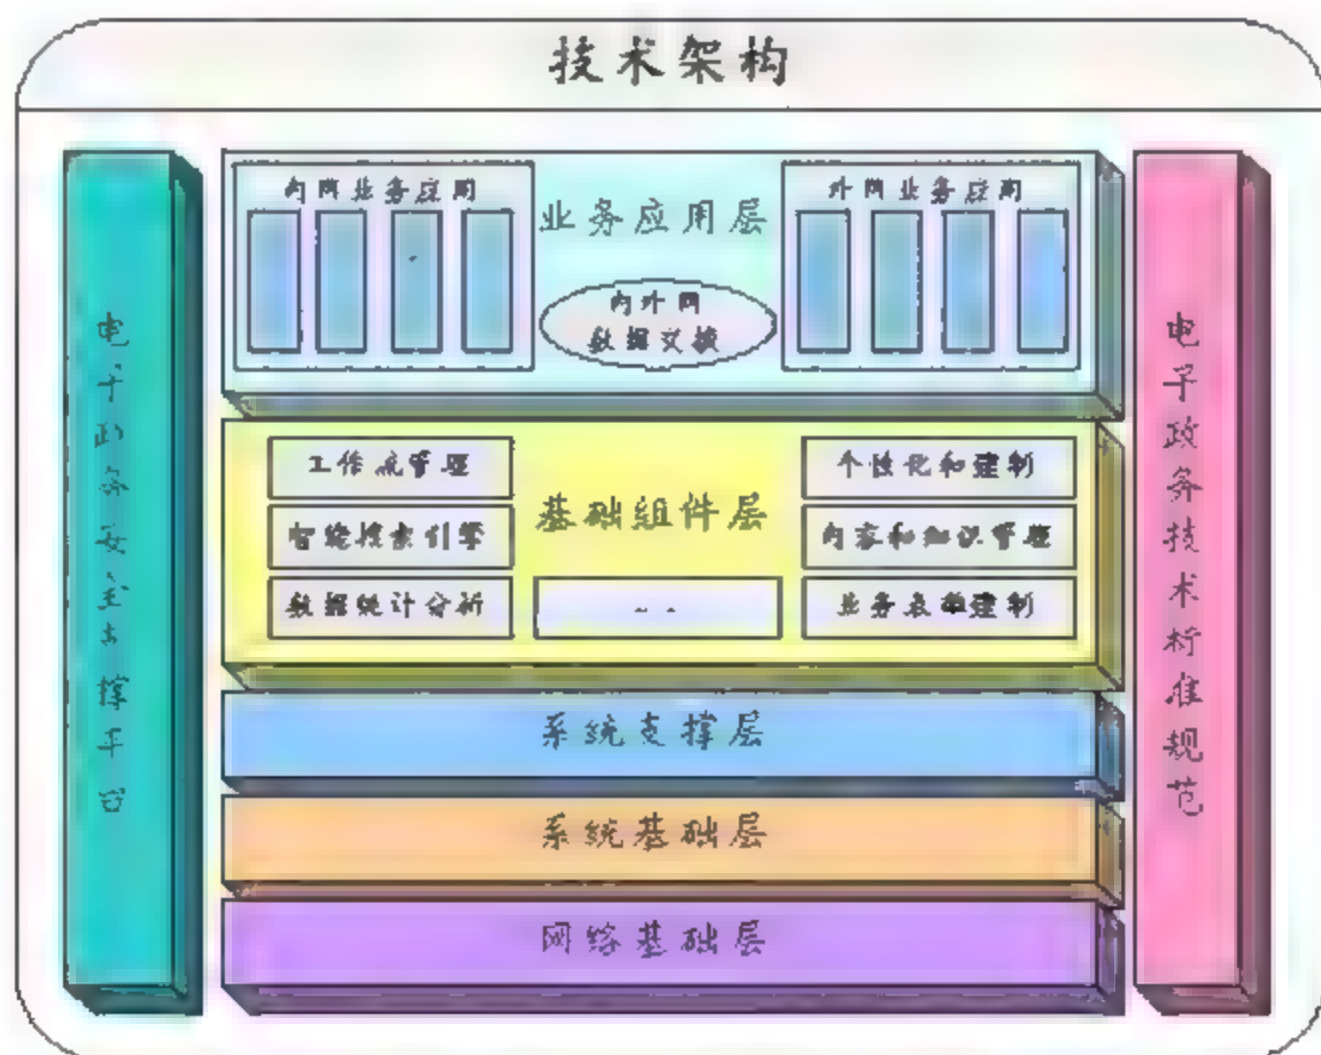 技术架构
内网业务应用
业务应用层
外网业务应用
内外网
数据交换
电子政务安全支撑平台
电子政务技术标准规范
工作流管理
基础组件层
个性化和建制
智能搜索引擎
内容和知识管理
数据统计分析
业务表单建制
系统支撑层
系统基础层
网络基础层